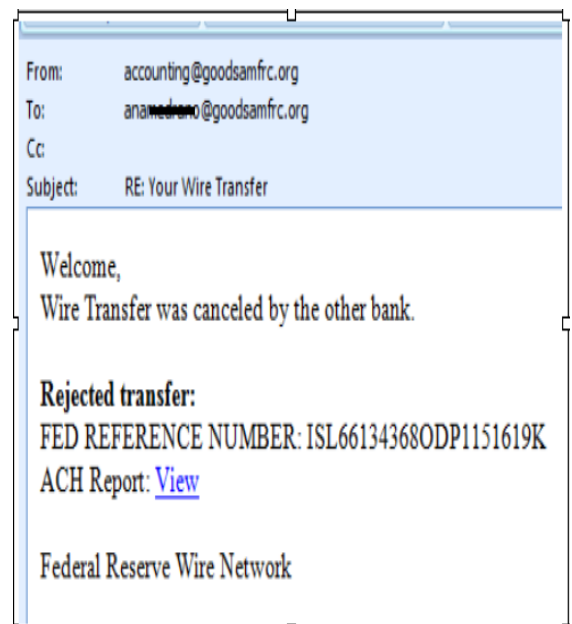 From: accounting@goodsamfrc.org
To: @goodsamfrc.org
Cc:
Subject: RE: Your Wire Transfer
Welcome,
Wire Transfer was canceled by the other bank.
Rejected transfer:
FED REFERENCE NUMBER: ISL66134368ODP1151619K
ACH Report: View
Federal Reserve Wire Network